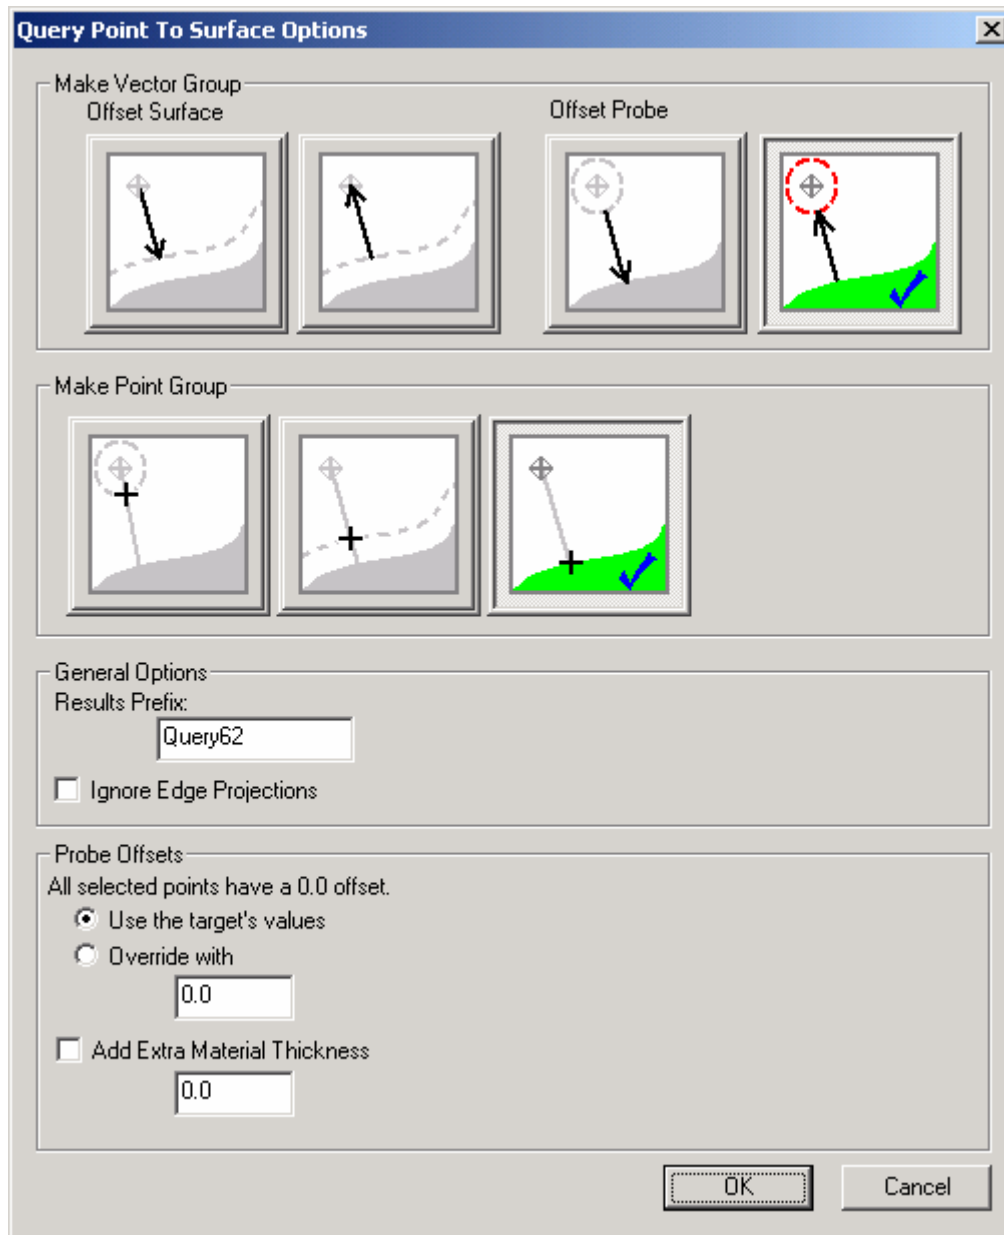 Query Point To Surface Options
Make Vector Group
Offset Surface
Offset Probe
Make Point Group
General Options
Results Prefix:
Query62
Ignore Edge Projections
Probe Offsets
All selected points have a 0.0 offset.
Use the target's values
Override with
0.0
Add Extra Material Thickness
0.0
OK
Cancel